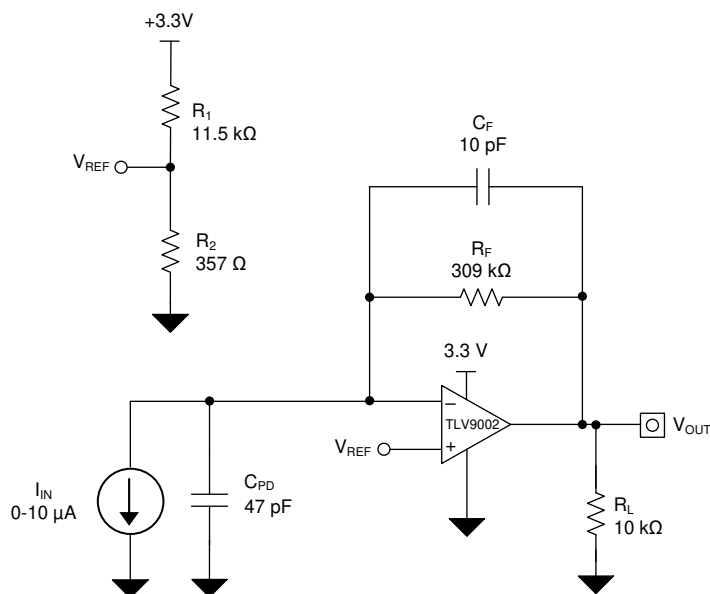 +3.3V
R1
11.5 kΩ
VREF
R2
357 Ω
CF
10 pF
RF
309 kΩ
3.3 V
−
TLV9002
+
VREF
VOUT
IIN
0-10 µA
CPD
47 pF
RL
10 kΩ